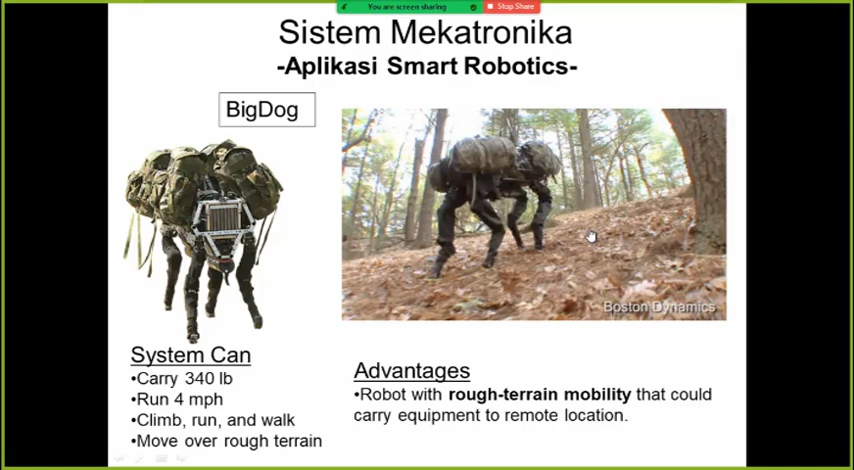 You are screen sharing
Stop Share
Sistem Mekatronika
-Aplikasi Smart Robotics-
BigDog
Boston Dynamics
System Can
•Carry 340 lb
•Run 4 mph
•Climb, run, and walk
•Move over rough terrain
Advantages
•Robot with rough-terrain mobility that could
carry equipment to remote location.